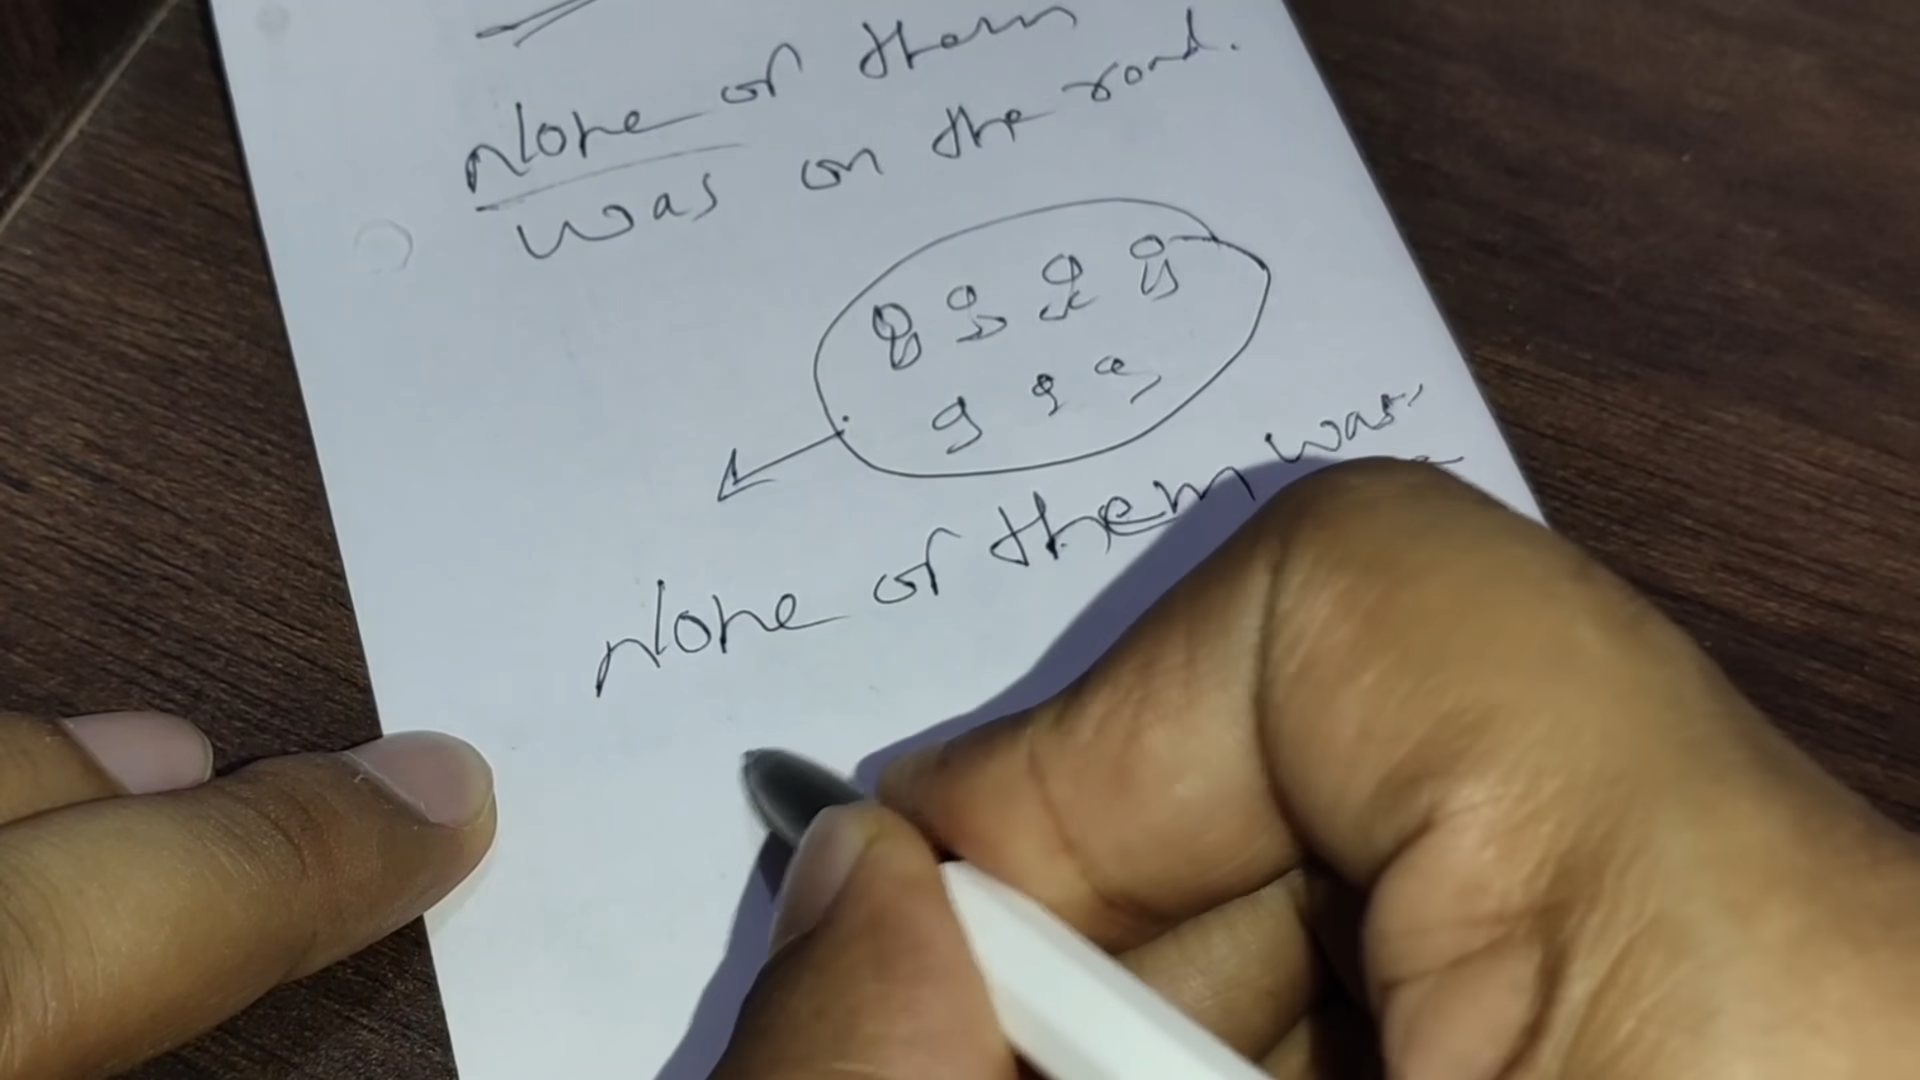 None of them
was on the road.
None of them was